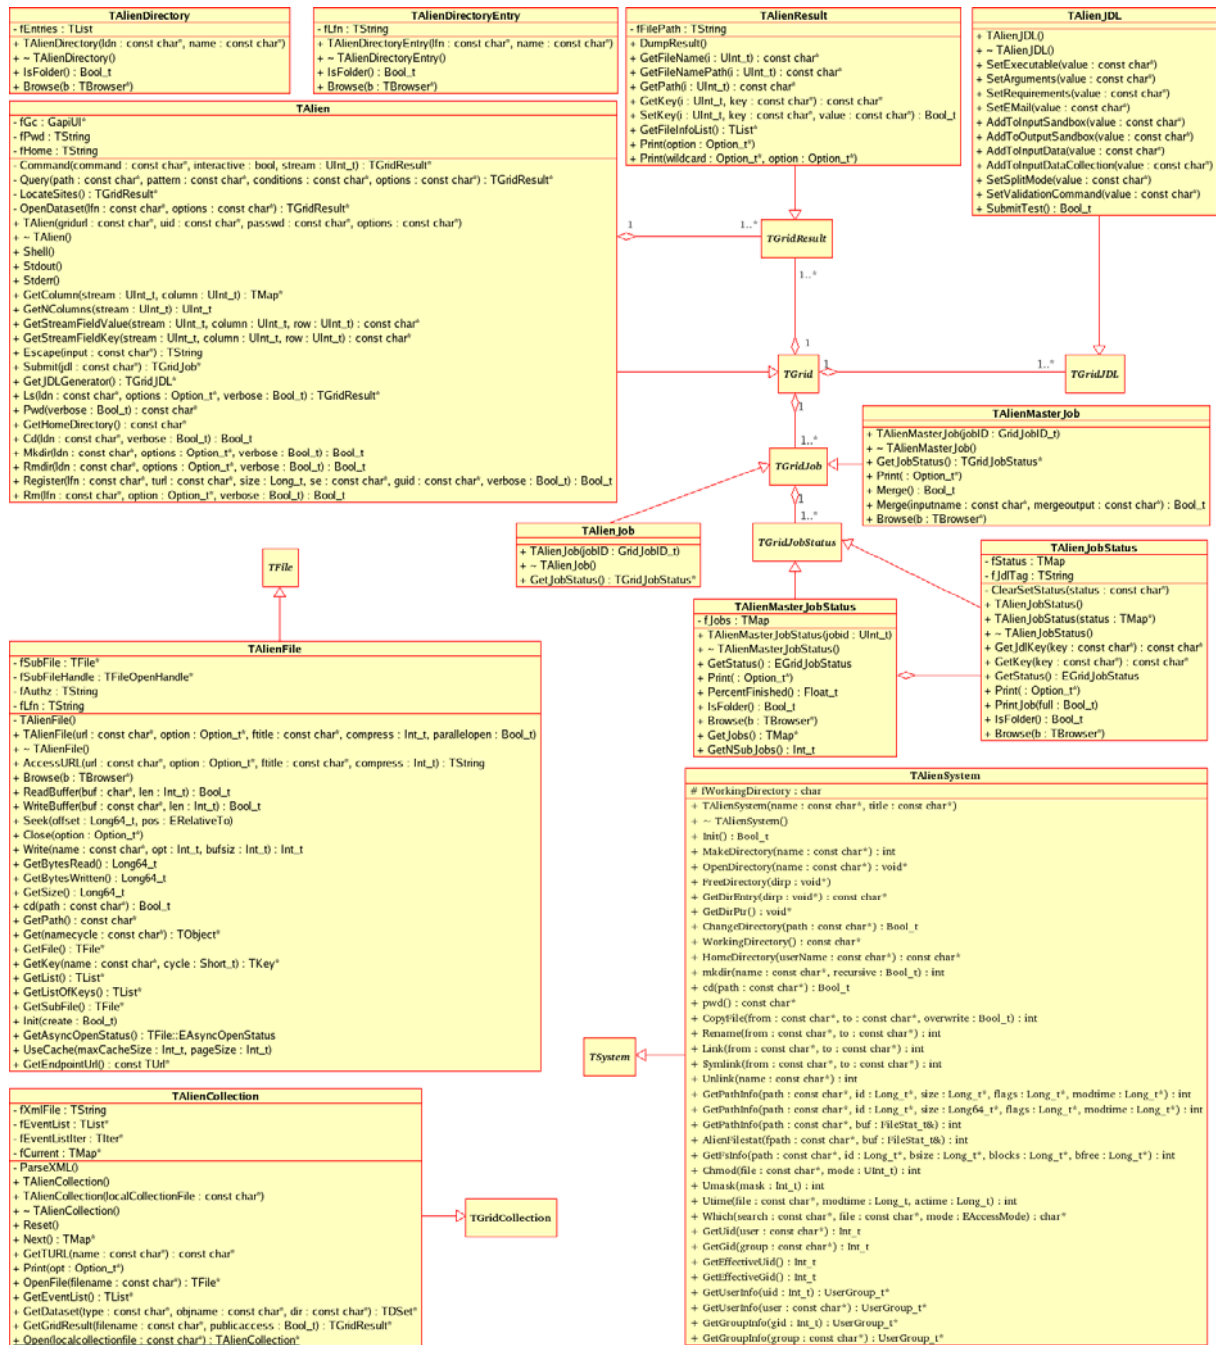 TAlienDirectory
- fEntries : TList
+ TAlienDirectory(ldn : const char*, name : const char*)
+ ~ TAlienDirectory()
+ IsFolder() : Bool_t
+ Browse(b : TBrowser*)
TAlienDirectoryEntry
- fLfn : TString
+ TAlienDirectoryEntry(lfn : const char*, name : const char*)
+ ~ TAlienDirectoryEntry()
+ IsFolder() : Bool_t
+ Browse(b : TBrowser*)
TAlienResult
- fFilePath : TString
+ DumpResult()
+ GetFileName(i : UInt_t) : const char*
+ GetFileNamePath(i : UInt_t) : const char*
+ GetPath(i : UInt_t) : const char*
+ GetKey(i : UInt_t, key : const char*) : const char*
+ SetKey(i : UInt_t, key : const char*, value : const char*) : Bool_t
+ GetFileInfoList() : TList*
+ Print(option : Option_t*)
+ Print(wildcard : Option_t*, option : Option_t*)
TAlienJDL
+ TAlienJDL()
+ ~ TAlienJDL()
+ SetExecutable(value : const char*)
+ SetArguments(value : const char*)
+ SetRequirements(value : const char*)
+ SetEMail(value : const char*)
+ AddToInputSandbox(value : const char*)
+ AddToOutputSandbox(value : const char*)
+ AddToInputData(value : const char*)
+ AddToInputDataCollection(value : const char*)
+ SetSplitMode(value : const char*)
+ SetValidationCommand(value : const char*)
+ SubmitTest() : Bool_t
TAlien
- fGc : GapiUI*
- fPwd : TString
- fHome : TString
- Command(command : const char*, interactive : bool, stream : UInt_t) : TGridResult*
- Query(path : const char*, pattern : const char*, conditions : const char*, options : const char*) : TGridResult*
- LocateSites() : TGridResult*
- OpenDataset(lfn : const char*, options : const char*) : TGridResult*
+ TAlien(gridurl : const char*, uid : const char*, passwd : const char*, options : const char*)
+ ~ TAlien()
+ Shell()
+ Stdout()
+ Stderr()
+ GetColumn(stream : UInt_t, column : UInt_t) : TMap*
+ GetNColumns(stream : UInt_t) : UInt_t
+ GetStreamFieldValue(stream : UInt_t, column : UInt_t, row : UInt_t) : const char*
+ GetStreamFieldKey(stream : UInt_t, column : UInt_t, row : UInt_t) : const char*
+ Escape(input : const char*) : TString
+ Submit(jdl : const char*) : TGridJob*
+ GetJDLGenerator() : TGridJDL*
+ Ls(ldn : const char*, options : Option_t*, verbose : Bool_t) : TGridResult*
+ Pwd(verbose : Bool_t) : const char*
+ GetHomeDirectory() : const char*
+ Cd(ldn : const char*, verbose : Bool_t) : Bool_t
+ Mkdir(ldn : const char*, options : Option_t*, verbose : Bool_t) : Bool_t
+ Rmdir(ldn : const char*, options : Option_t*, verbose : Bool_t) : Bool_t
+ Register(lfn : const char*, turl : const char*, size : Long_t, se : const char*, guid : const char*, verbose : Bool_t) : Bool_t
+ Rm(lfn : const char*, option : Option_t*, verbose : Bool_t) : Bool_t
1
1..*
TGridResult
1..*
1
TGrid
1
1..*
TGridJDL
1
1..*
TGridJob
1
1..*
TGridJobStatus
TAlienMasterJob
+ TAlienMasterJob(jobID : GridJobID_t)
+ ~ TAlienMasterJob()
+ GetJobStatus() : TGridJobStatus*
+ Print( : Option_t*)
+ Merge() : Bool_t
+ Merge(inputname : const char*, mergeoutput : const char*) : Bool_t
+ Browse(b : TBrowser*)
TAlienJob
+ TAlienJob(jobID : GridJobID_t)
+ ~ TAlienJob()
+ GetJobStatus() : TGridJobStatus*
TAlienJobStatus
- fStatus : TMap
- fJdlTag : TString
- ClearSetStatus(status : const char*)
+ TAlienJobStatus()
+ TAlienJobStatus(status : TMap*)
+ ~ TAlienJobStatus()
+ GetJdlKey(key : const char*) : const char*
+ GetKey(key : const char*) : const char*
+ GetStatus() : EGridJobStatus
+ Print( : Option_t*)
+ PrintJob(full : Bool_t)
+ IsFolder() : Bool_t
+ Browse(b : TBrowser*)
TAlienMasterJobStatus
- fJobs : TMap
+ TAlienMasterJobStatus(jobid : UInt_t)
+ ~ TAlienMasterJobStatus()
+ GetStatus() : EGridJobStatus
+ Print( : Option_t*)
+ PercentFinished() : Float_t
+ IsFolder() : Bool_t
+ Browse(b : TBrowser*)
+ GetJobs() : TMap*
+ GetNSubJobs() : Int_t
TFile
TAlienFile
- fSubFile : TFile*
- fSubFileHandle : TFileOpenHandle*
- fAuthz : TString
- fLfn : TString
- TAlienFile()
+ TAlienFile(url : const char*, option : Option_t*, ftitle : const char*, compress : Int_t, parallelopen : Bool_t)
+ ~ TAlienFile()
+ AccessURL(url : const char*, option : Option_t*, ftitle : const char*, compress : Int_t) : TString
+ Browse(b : TBrowser*)
+ ReadBuffer(buf : char*, len : Int_t) : Bool_t
+ WriteBuffer(buf : const char*, len : Int_t) : Bool_t
+ Seek(offset : Long64_t, pos : ERelativeTo)
+ Close(option : Option_t*)
+ Write(name : const char*, opt : Int_t, bufsiz : Int_t) : Int_t
+ GetBytesRead() : Long64_t
+ GetBytesWritten() : Long64_t
+ GetSize() : Long64_t
+ cd(path : const char*) : Bool_t
+ GetPath() : const char*
+ Get(namecycle : const char*) : TObject*
+ GetFile() : TFile*
+ GetKey(name : const char*, cycle : Short_t) : TKey*
+ GetList() : TList*
+ GetListOfKeys() : TList*
+ GetSubFile() : TFile*
+ Init(create : Bool_t)
+ GetAsyncOpenStatus() : TFile::EAsyncOpenStatus
+ UseCache(maxCacheSize : Int_t, pageSize : Int_t)
+ GetEndpointUrl() : const TUrl*
TAlienSystem
# fWorkingDirectory : char
+ TAlienSystem(name : const char*, title : const char*)
+ ~ TAlienSystem()
+ Init() : Bool_t
+ MakeDirectory(name : const char*) : int
+ OpenDirectory(name : const char*) : void*
+ FreeDirectory(dirp : void*)
+ GetDirEntry(dirp : void*) : const char*
+ GetDirPtr() : void*
+ ChangeDirectory(path : const char*) : Bool_t
+ WorkingDirectory() : const char*
+ HomeDirectory(userName : const char*) : const char*
+ mkdir(name : const char*, recursive : Bool_t) : int
+ cd(path : const char*) : Bool_t
+ pwd() : const char*
+ CopyFile(from : const char*, to : const char*, overwrite : Bool_t) : int
+ Rename(from : const char*, to : const char*) : int
+ Link(from : const char*, to : const char*) : int
+ Symlink(from : const char*, to : const char*) : int
+ Unlink(name : const char*) : int
+ GetPathInfo(path : const char*, id : Long_t*, size : Long_t*, flags : Long_t*, modtime : Long_t*) : int
+ GetPathInfo(path : const char*, id : Long_t*, size : Long64_t*, flags : Long_t*, modtime : Long_t*) : int
+ GetPathInfo(path : const char*, buf : FileStat_t&) : int
+ AlienFilestat(fpath : const char*, buf : FileStat_t&) : int
+ GetFsInfo(path : const char*, id : Long_t*, bsize : Long_t*, blocks : Long_t*, bfree : Long_t*) : int
+ Chmod(file : const char*, mode : UInt_t) : int
+ Umask(mask : Int_t) : int
+ Utime(file : const char*, modtime : Long_t, actime : Long_t) : int
+ Which(search : const char*, file : const char*, mode : EAccessMode) : char*
+ GetUid(user : const char*) : Int_t
+ GetGid(group : const char*) : Int_t
+ GetEffectiveUid() : Int_t
+ GetEffectiveGid() : Int_t
+ GetUserInfo(uid : Int_t) : UserGroup_t*
+ GetUserInfo(user : const char*) : UserGroup_t*
+ GetGroupInfo(gid : Int_t) : UserGroup_t*
+ GetGroupInfo(group : const char*) : UserGroup_t*
TSystem
TAlienCollection
- fXmlFile : TString
- fEventList : TList*
- fEventListIter : TIter*
- fCurrent : TMap*
- ParseXML()
+ TAlienCollection()
+ TAlienCollection(localCollectionFile : const char*)
+ ~ TAlienCollection()
+ Reset()
+ Next() : TMap*
+ GetTURL(name : const char*) : const char*
+ Print(opt : Option_t*)
+ OpenFile(filename : const char*) : TFile*
+ GetEventList() : TList*
+ GetDataset(type : const char*, objname : const char*, dir : const char*) : TDSet*
+ GetGridResult(filename : const char*, publicaccess : Bool_t) : TGridResult*
+ Open(localcollectionfile : const char*) : TAlienCollection*
TGridCollection